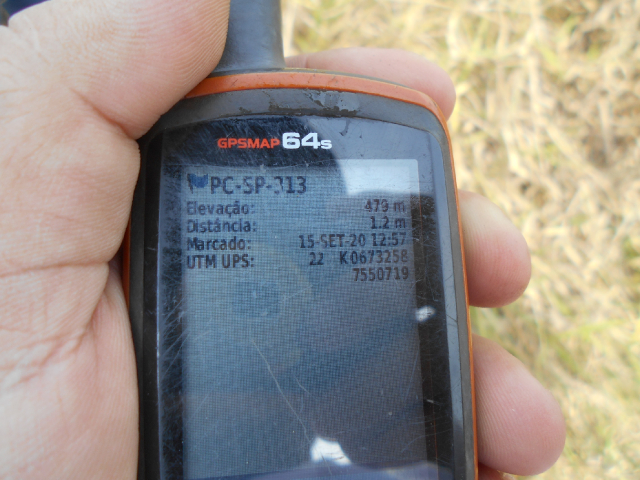 GPSMAP 64s
PC-SP-313
Elevação: 479 m
Distância: 1.2 m
Marcado: 15-SET-20 12:57
UTM UPS: 22 K 0673258
7550719